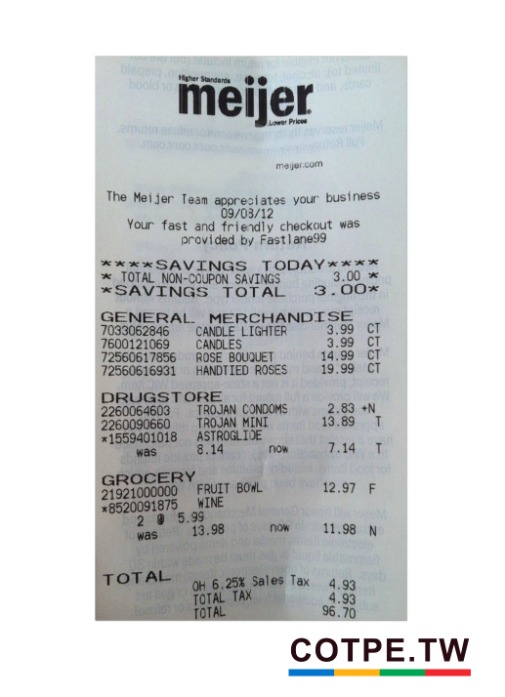 Higher Standards
meijer
Lower Prices
meijer.com
The Meijer Team appreciates your business
09/08/12
Your fast and friendly checkout was
provided by Fastlane99
****SAVINGS TODAY****
* TOTAL NON-COUPON SAVINGS 3.00 *
*SAVINGS TOTAL 3.00*
GENERAL MERCHANDISE
7033062846 CANDLE LIGHTER 3.99 CT
7600121069 CANDLES 3.99 CT
72560617856 ROSE BOUQUET 14.99 CT
72560616931 HANDTIED ROSES 19.99 CT
DRUGSTORE
2260064603 TROJAN CONDOMS 2.83 +N
2260090660 TROJAN MINI 13.89 T
*1559401018 ASTROGLIDE
was 8.14 now 7.14 T
GROCERY
21921000000 FRUIT BOWL 12.97 F
*8520091875 WINE
2 @ 5.99
was 13.98 now 11.98 N
TOTAL
OH 6.25% Sales Tax 4.93
TOTAL TAX 4.93
TOTAL 96.70
COTPE.TW